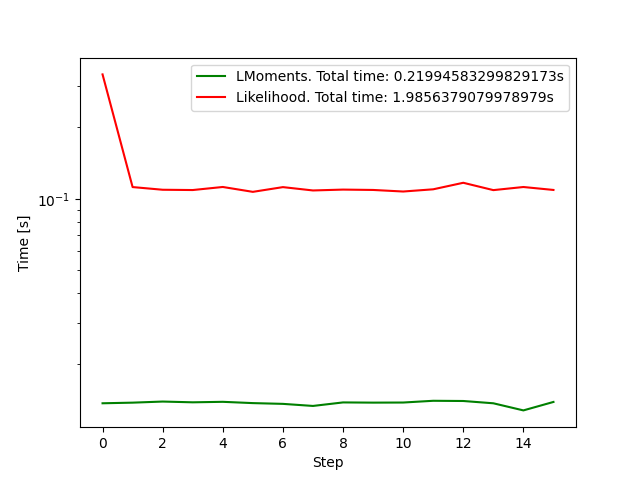 LMoments. Total time: 0.21994583299829173s
Likelihood. Total time: 1.9856379079978979s
10⁻¹
Time [s]
0 2 4 6 8 10 12 14
Step